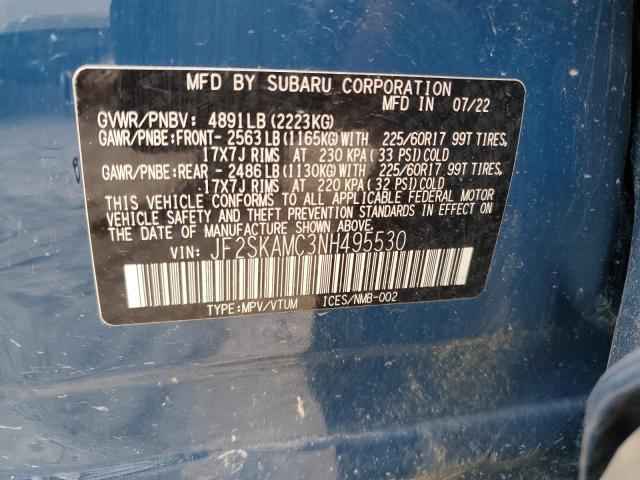 MFD BY SUBARU CORPORATION
MFD IN 07/22
GVWR/PNBV: 4891LB (2223KG)
GAWR/PNBE:FRONT-2563LB (1165KG) WITH 225/60R17 99T TIRES,
17X7J RIMS AT 230 KPA (33 PSI) COLD
GAWR/PNBE:REAR - 2486LB (1130KG) WITH 225/60R17 99T TIRES,
17X7J RIMS AT 220 KPA (32 PSI) COLD
THIS VEHICLE CONFORMS TO ALL APPLICABLE FEDERAL MOTOR
VEHICLE SAFETY AND THEFT PREVENTION STANDARDS IN EFFECT ON
THE DATE OF MANUFACTURE SHOWN ABOVE.
VIN: JF2SKAMC3NH495530
TYPE:MPV/VTUM ICES/NMB-002